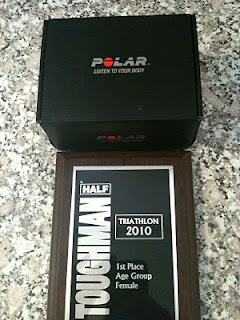 POLAR
LISTEN TO YOUR BODY
POLAR
HALF
TOUGHMAN
TRIATHLON
2010
1st Place
Age Group
Female